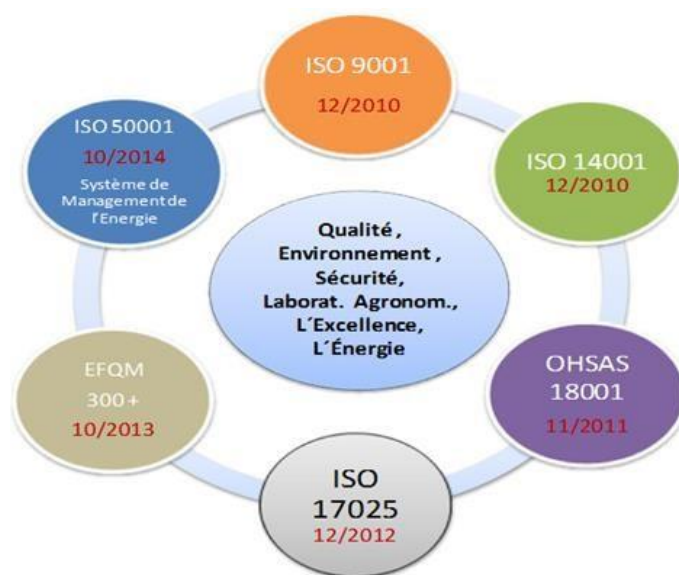 ISO 9001
12/2010
ISO 14001
12/2010
OHSAS
18001
11/2011
ISO
17025
12/2012
EFQM
300+
10/2013
ISO 50001
10/2014
Système de
Management de
l'Energie
Qualité ,
Environnement ,
Sécurité,
Laborat. Agronom.,
L´Excellence,
L´Énergie